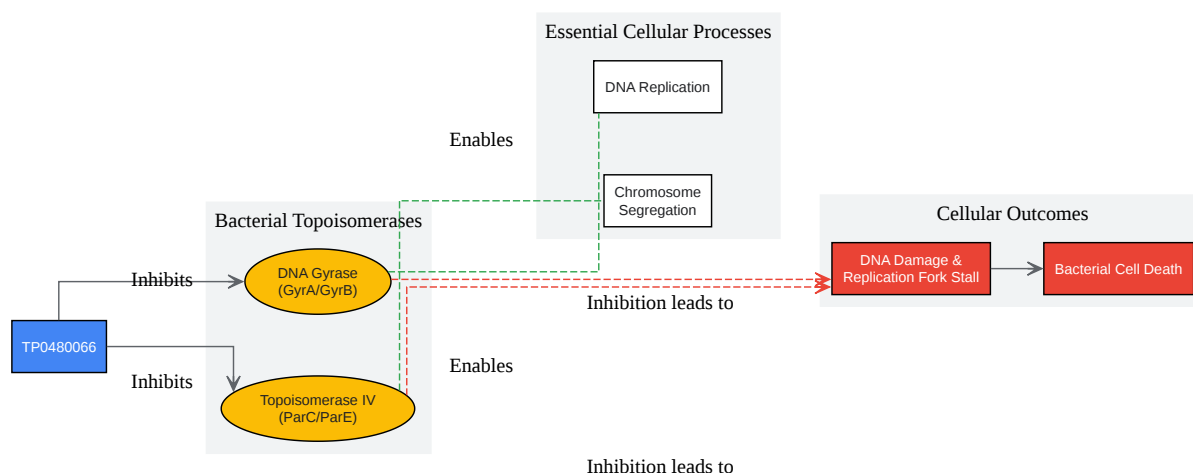 Essential Cellular Processes
DNA Replication
Enables
Chromosome
Segregation
Bacterial Topoisomerases
Cellular Outcomes
Inhibits
DNA Gyrase
(GyrA/GyrB)
DNA Damage &
Replication Fork Stall
Bacterial Cell Death
Inhibition leads to
TP0480066
Inhibits
Enables
Topoisomerase IV
(ParC/ParE)
Inhibition leads to